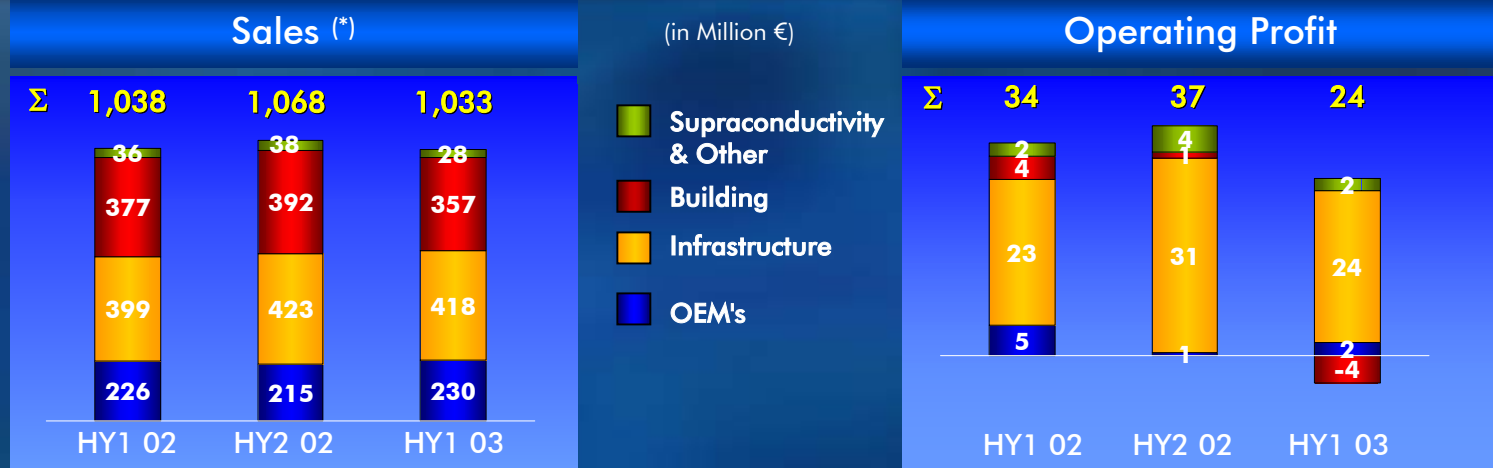 Sales (*)
(in Million €)
Operating Profit
Σ 1,038 1,068 1,033
36 38 28
377 392 357
399 423 418
226 215 230
HY1 02 HY2 02 HY1 03
Supraconductivity
& Other
Building
Infrastructure
OEM's
Σ 34 37 24
2 4 2
4 1
23 31 24
5 1 2
-4
HY1 02 HY2 02 HY1 03